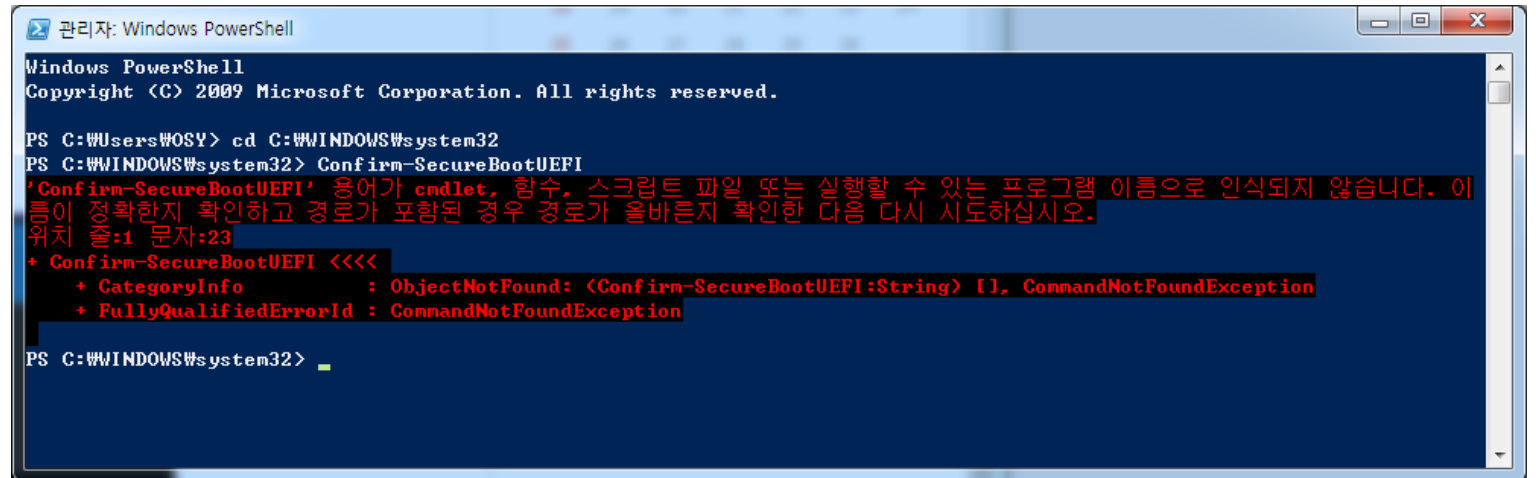 관리자: Windows PowerShell
Windows PowerShell
Copyright (C) 2009 Microsoft Corporation. All rights reserved.
PS C:₩Users₩OSY> cd C:₩WINDOWS₩system32
PS C:₩WINDOWS₩system32> Confirm-SecureBootUEFI
'Confirm-SecureBootUEFI' 용어가 cmdlet, 함수, 스크립트 파일 또는 실행할 수 있는 프로그램 이름으로 인식되지 않습니다. 이
름이 정확한지 확인하고 경로가 포함된 경우 경로가 올바른지 확인한 다음 다시 시도하십시오.
위치 줄:1 문자:23
+ Confirm-SecureBootUEFI <<<<
+ CategoryInfo : ObjectNotFound: (Confirm-SecureBootUEFI:String) [], CommandNotFoundException
+ FullyQualifiedErrorId : CommandNotFoundException
PS C:₩WINDOWS₩system32>